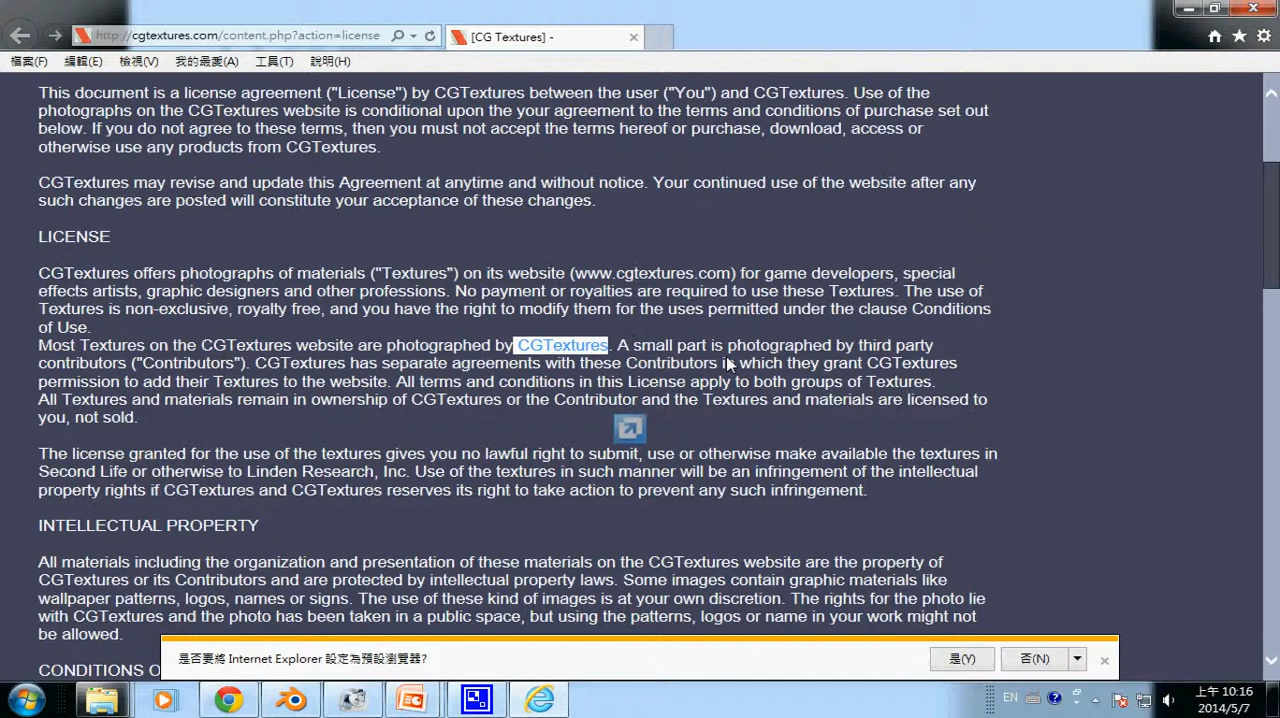 http://cgtextures.com/content.php?action=license
[CG Textures] -
檔案(F) 編輯(E) 檢視(V) 我的最愛(A) 工具(T) 說明(H)
This document is a license agreement ("License") by CGTextures between the user ("You") and CGTextures. Use of the
photographs on the CGTextures website is conditional upon the your agreement to the terms and conditions of purchase set out
below. If you do not agree to these terms, then you must not accept the terms hereof or purchase, download, access or
otherwise use any products from CGTextures.
CGTextures may revise and update this Agreement at anytime and without notice. Your continued use of the website after any
such changes are posted will constitute your acceptance of these changes.
LICENSE
CGTextures offers photographs of materials ("Textures") on its website (www.cgtextures.com) for game developers, special
effects artists, graphic designers and other professions. No payment or royalties are required to use these Textures. The use of
Textures is non-exclusive, royalty free, and you have the right to modify them for the uses permitted under the clause Conditions
of Use.
Most Textures on the CGTextures website are photographed by CGTextures. A small part is photographed by third party
contributors ("Contributors"). CGTextures has separate agreements with these Contributors in which they grant CGTextures
permission to add their Textures to the website. All terms and conditions in this License apply to both groups of Textures.
All Textures and materials remain in ownership of CGTextures or the Contributor and the Textures and materials are licensed to
you, not sold.
The license granted for the use of the textures gives you no lawful right to submit, use or otherwise make available the textures in
Second Life or otherwise to Linden Research, Inc. Use of the textures in such manner will be an infringement of the intellectual
property rights if CGTextures and CGTextures reserves its right to take action to prevent any such infringement.
INTELLECTUAL PROPERTY
All materials including the organization and presentation of these materials on the CGTextures website are the property of
CGTextures or its Contributors and are protected by intellectual property laws. Some images contain graphic materials like
wallpaper patterns, logos, names or signs. The use of these kind of images is at your own discretion. The rights for the photo lie
with CGTextures and the photo has been taken in a public space, but using the patterns, logos or name in your work might not
be allowed.
CONDITIONS O
是否要將 Internet Explorer 設定為預設瀏覽器?
是(Y) 否(N)
EN
上午 10:16
2014/5/7